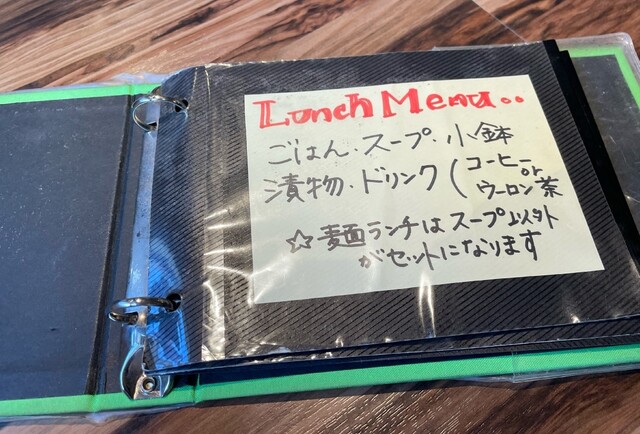 Lunch Menu..
ごはん・スープ・小鉢
漬物・ドリンク(コーヒー or ウーロン茶
☆麺ランチはスープ以外
がセットになります